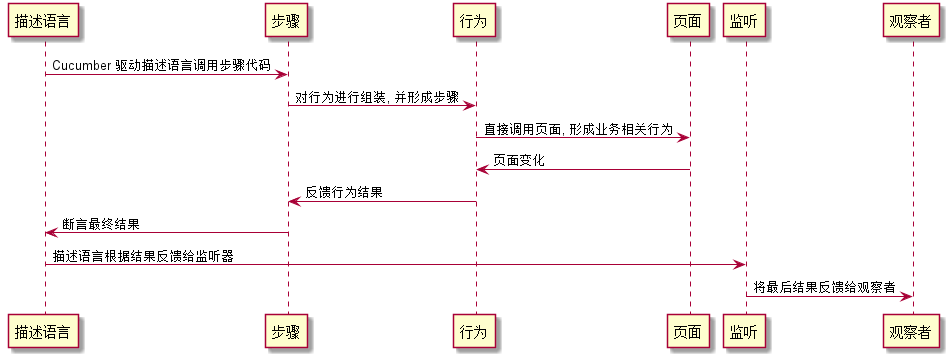 描述语言
步骤
行为
页面
监听
观察者
Cucumber 驱动描述语言调用步骤代码
对行为进行组装, 并形成步骤
直接调用页面, 形成业务相关行为
页面变化
反馈行为结果
断言最终结果
描述语言根据结果反馈给监听器
将最后结果反馈给观察者
描述语言
步骤
行为
页面
监听
观察者